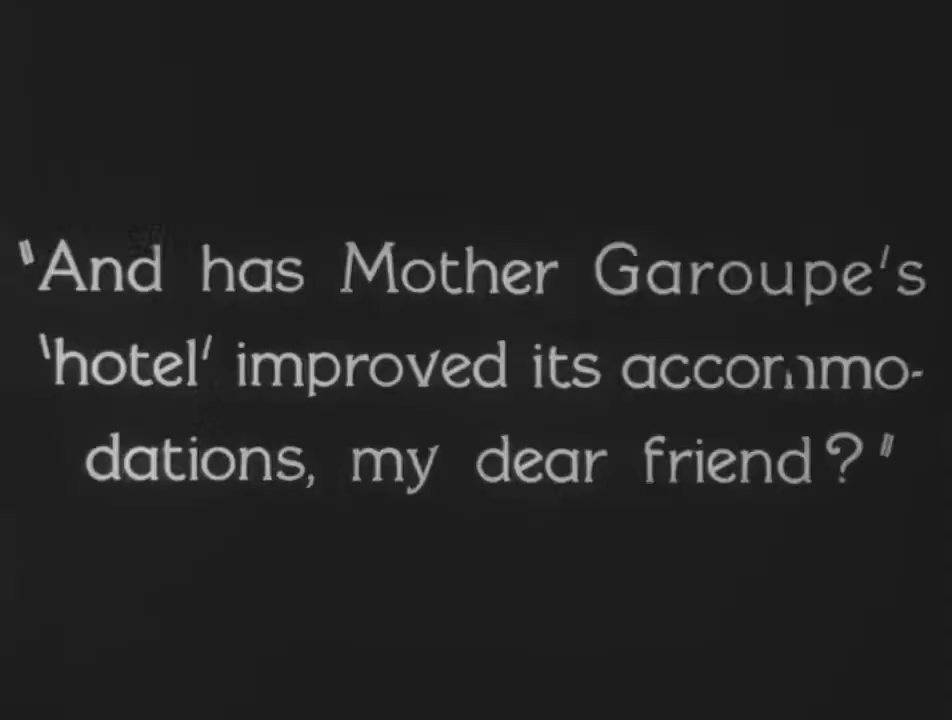 "And has Mother Garoupe's
'hotel' improved its accommo-
dations, my dear friend?"